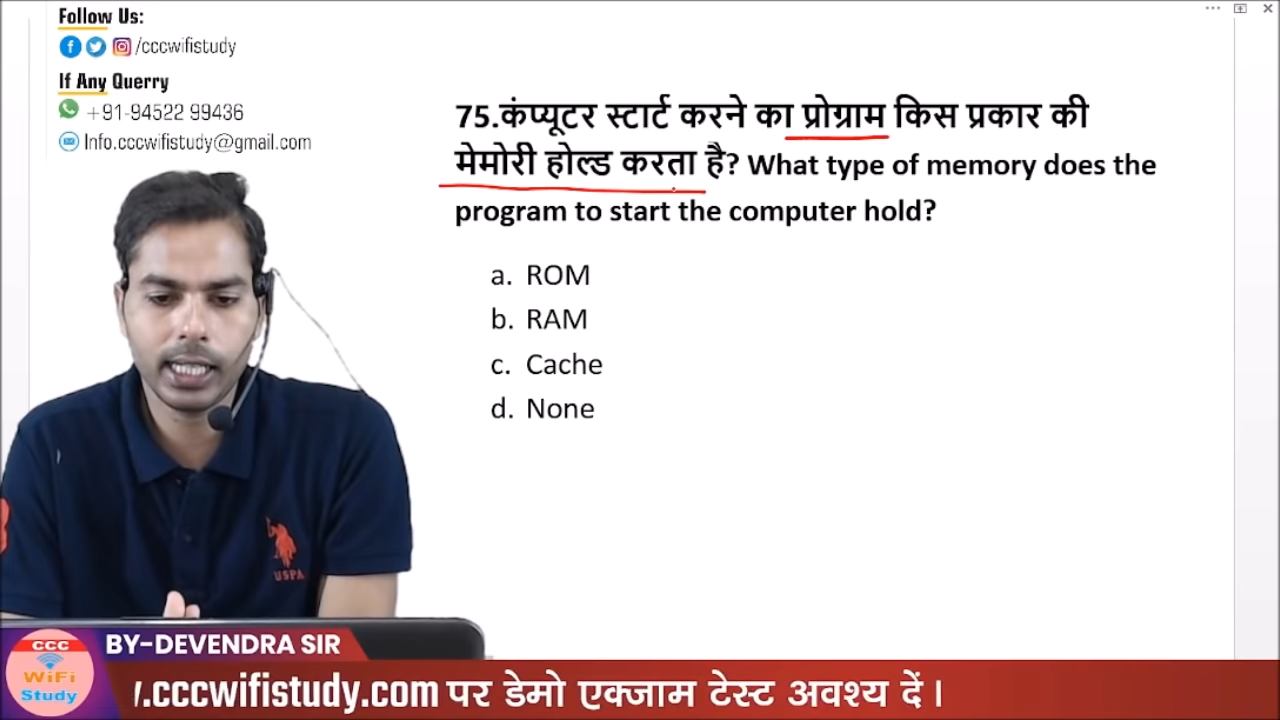 Follow Us:
/cccwifistudy
If Any Querry
+91-94522 99436
Info.cccwifistudy@gmail.com
75.कंप्यूटर स्टार्ट करने का प्रोग्राम किस प्रकार की
मेमोरी होल्ड करता है? What type of memory does the
program to start the computer hold?
a. ROM
b. RAM
c. Cache
d. None
USPA
CCC
WiFi
Study
BY-DEVENDRA SIR
.cccwifistudy.com पर डेमो एक्जाम टेस्ट अवश्य दें।